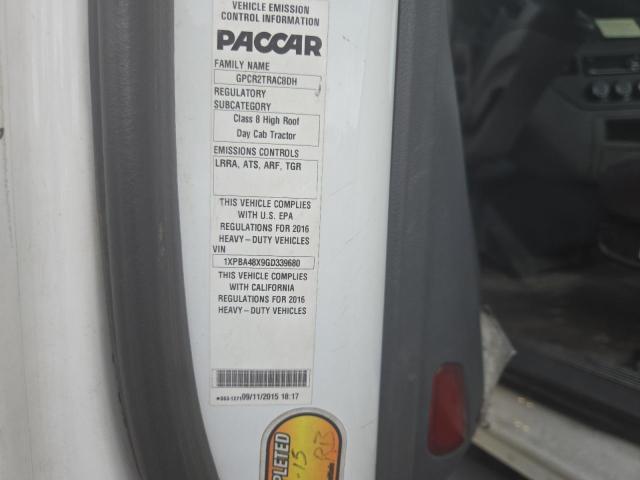 VEHICLE EMISSION
CONTROL INFORMATION
PACCAR
FAMILY NAME
GPCR2TRAC8DH
REGULATORY
SUBCATEGORY
Class 8 High Roof
Day Cab Tractor
EMISSIONS CONTROLS
LRRA, ATS, ARF, TGR
THIS VEHICLE COMPLIES
WITH U.S. EPA
REGULATIONS FOR 2016
HEAVY-DUTY VEHICLES
VIN
1XPBA48X9GD339680
THIS VEHICLE COMPLIES
WITH CALIFORNIA
REGULATIONS FOR 2016
HEAVY-DUTY VEHICLES
09/11/2015 18:17
PLETED
-15